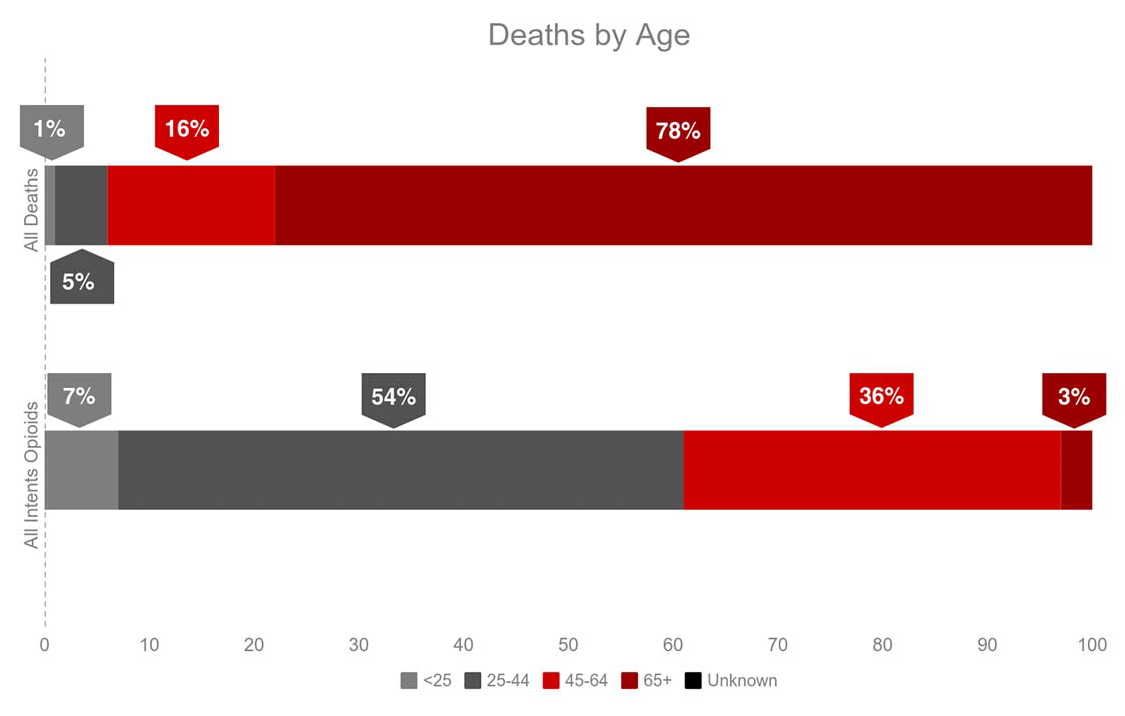 Deaths by Age
1%
16%
78%
All Deaths
5%
7%
54%
36%
3%
All Intents Opioids
0 10 20 30 40 50 60 70 80 90 100
<25 25-44 45-64 65+ Unknown